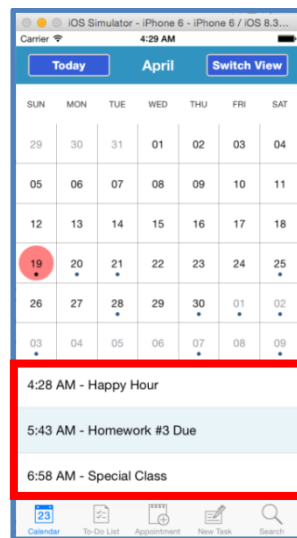 iOS Simulator - iPhone 6 - iPhone 6 / iOS 8.3...
Carrier 4:29 AM
Today April Switch View
SUN MON TUE WED THU FRI SAT
29 30 31 01 02 03 04
05 06 07 08 09 10 11
12 13 14 15 16 17 18
19 20 21 22 23 24 25
26 27 28 29 30 01 02
03 04 05 06 07 08 09
4:28 AM - Happy Hour
5:43 AM - Homework #3 Due
6:58 AM - Special Class
23
Calendar To-Do List Appointment New Task Search